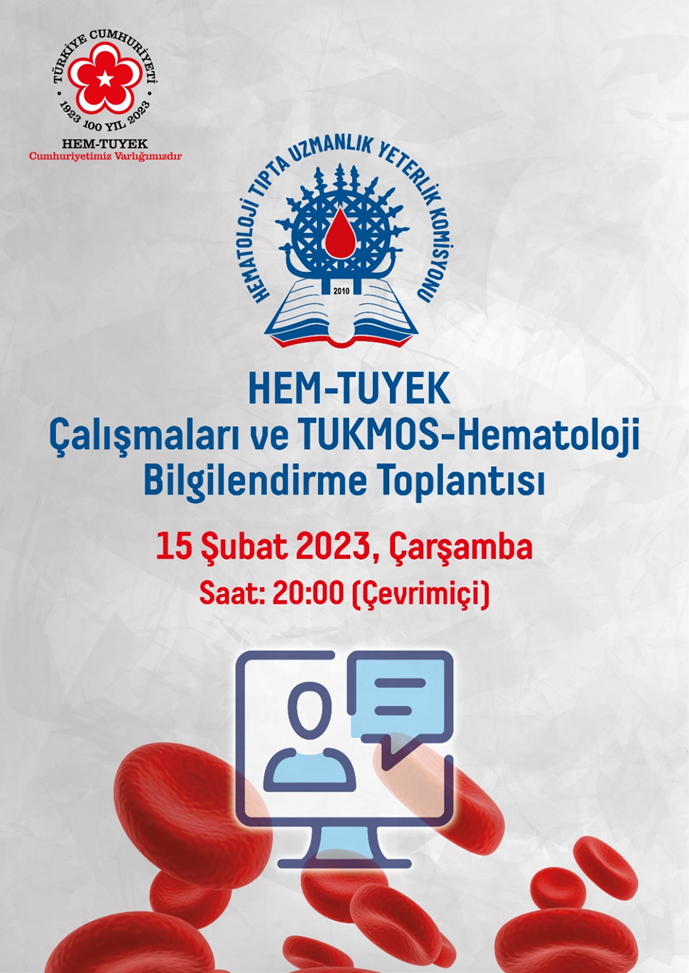 TÜRKİYE CUMHURİYETİ
1923 100 YIL 2023
HEM-TUYEK
Cumhuriyetimiz Varlığımızdır
HEMATOLOJİ TIPTA UZMANLIK YETERLİK KOMİSYONU
2010
HEM-TUYEK
Çalışmaları ve TUKMOS-Hematoloji
Bilgilendirme Toplantısı
15 Şubat 2023, Çarşamba
Saat: 20:00 (Çevrimiçi)